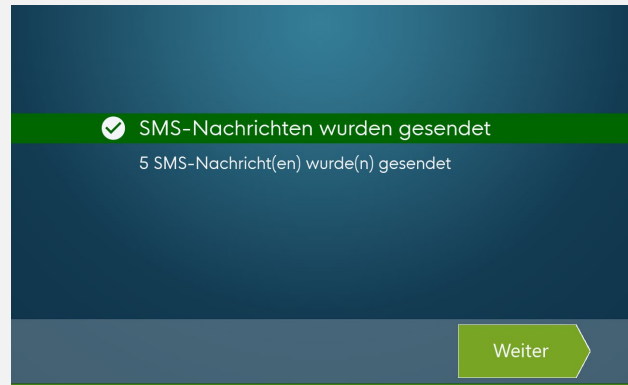 SMS-Nachrichten wurden gesendet
5 SMS-Nachricht(en) wurde(n) gesendet
Weiter